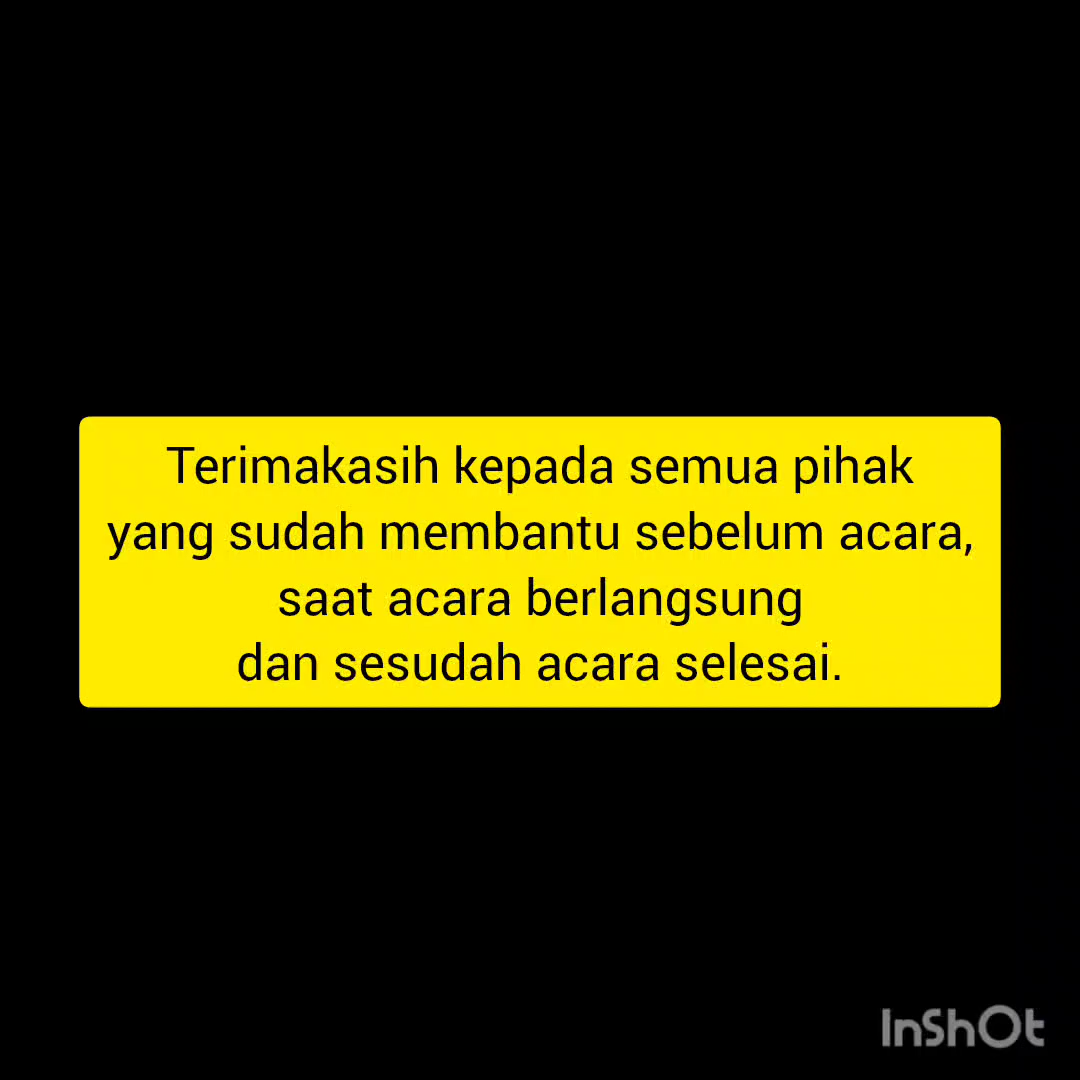 Terimakasih kepada semua pihak
yang sudah membantu sebelum acara,
saat acara berlangsung
dan sesudah acara selesai.
InShOt